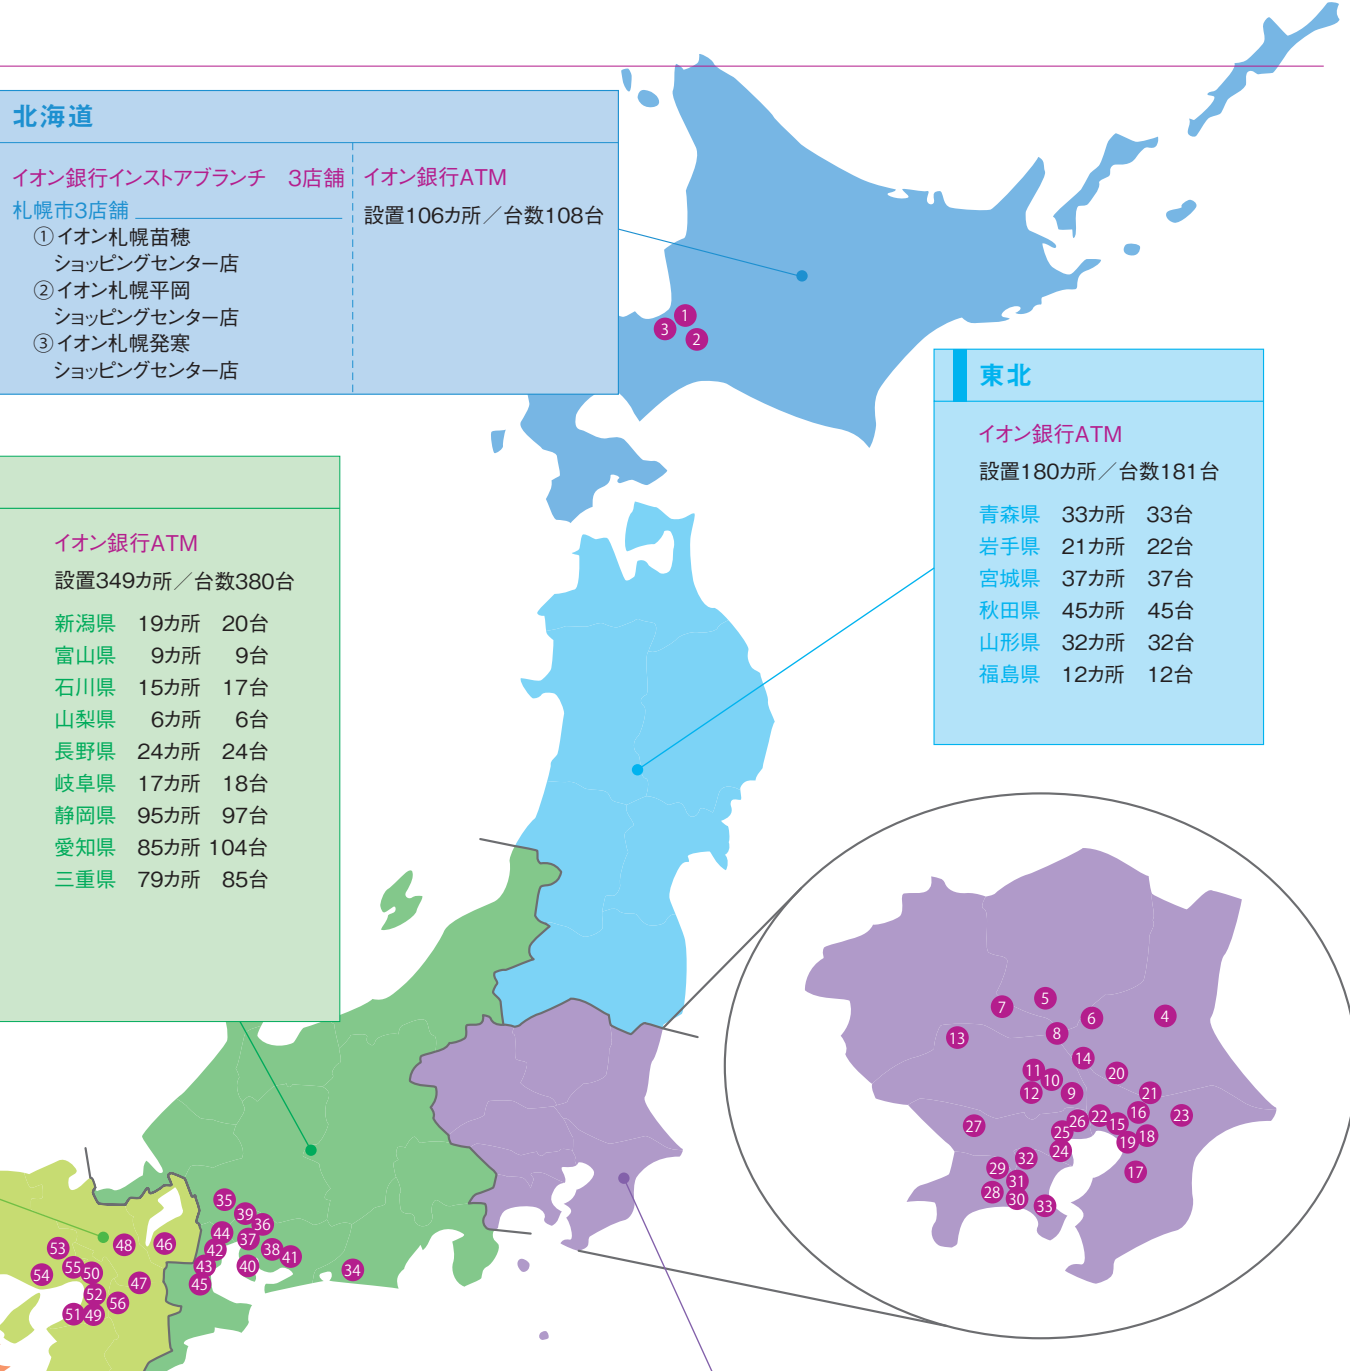 北海道
イオン銀行インストアブランチ　3店舗
札幌市3店舗
①イオン札幌苗穂
ショッピングセンター店
②イオン札幌平岡
ショッピングセンター店
③イオン札幌発寒
ショッピングセンター店
イオン銀行ATM
設置106カ所／台数108台
1
3
2
東北
イオン銀行ATM
設置180カ所／台数181台
青森県 33カ所 33台
岩手県 21カ所 22台
宮城県 37カ所 37台
秋田県 45カ所 45台
山形県 32カ所 32台
福島県 12カ所 12台
イオン銀行ATM
設置349カ所／台数380台
新潟県 19カ所 20台
富山県 9カ所 9台
石川県 15カ所 17台
山梨県 6カ所 6台
長野県 24カ所 24台
岐阜県 17カ所 18台
静岡県 95カ所 97台
愛知県 85カ所 104台
三重県 79カ所 85台
5
7
4
6
8
13
14
11
20
10
12
9
21
16
22
23
26
15
27
25
18
19
24
32
29
17
31
28
30
33
35
39
36
44
37
42
38
41
43
40
34
45
48
46
53
55
50
54
47
52
56
51
49